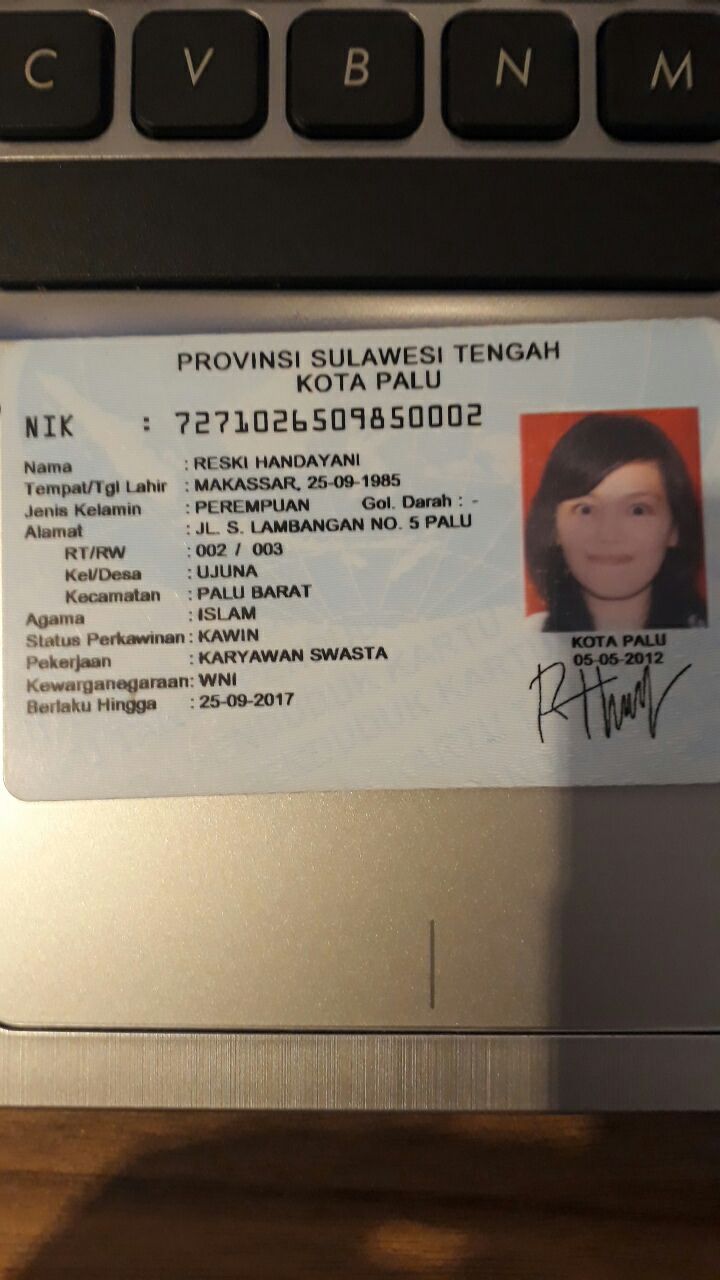 C V B N M
PROVINSI SULAWESI TENGAH
KOTA PALU
NIK : 7271026509850002
Nama : RESKI HANDAYANI
Tempat/Tgl Lahir : MAKASSAR, 25-09-1985
Jenis Kelamin : PEREMPUAN Gol. Darah : -
Alamat : JL. S. LAMBANGAN NO. 5 PALU
RT/RW : 002 / 003
Kel/Desa : UJUNA
Kecamatan : PALU BARAT
Agama : ISLAM
Status Perkawinan : KAWIN
Pekerjaan : KARYAWAN SWASTA
Kewarganegaraan: WNI
Berlaku Hingga : 25-09-2017
KOTA PALU
05-05-2012